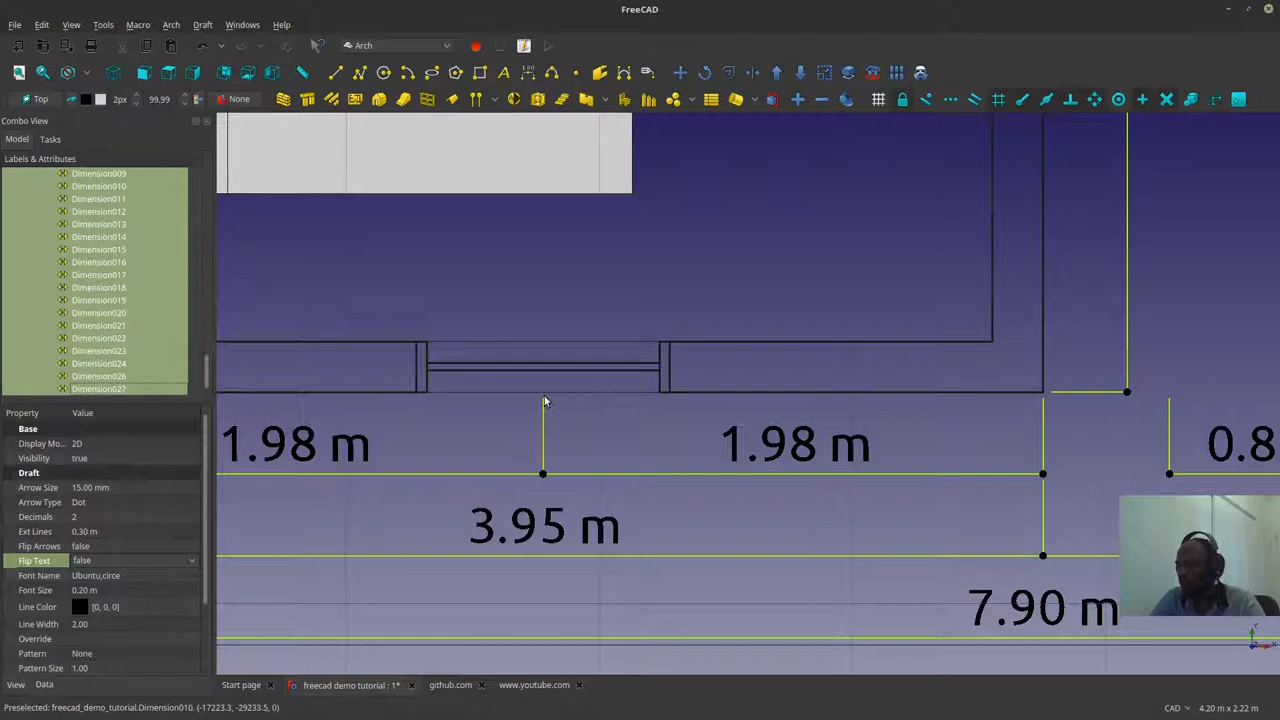 FreeCAD
File Edit View Tools Macro Arch Draft Windows Help
Arch
Top 2px 99.99 None
Combo View
Model Tasks
Labels & Attributes
Dimension009
Dimension010
Dimension011
Dimension012
Dimension013
Dimension014
Dimension015
Dimension016
Dimension017
Dimension018
Dimension019
Dimension020
Dimension021
Dimension022
Dimension023
Dimension024
Dimension026
Dimension027
Property Value
Base
Display Mo... 2D
Visibility true
Draft
Arrow Size 15.00 mm
Arrow Type Dot
Decimals 2
Ext Lines 0.30 m
Flip Arrows false
Flip Text false
Font Name Ubuntu,circe
Font Size 0.20 m
Line Color [0, 0, 0]
Line Width 2.00
Override
Pattern None
Pattern Size 1.00
View Data
1.98 m 1.98 m 0.8
3.95 m
7.90 m
Y
X
Start page freecad demo tutorial : 1* github.com www.youtube.com
Preselected: freecad_demo_tutorial.Dimension010. (-17223.3, -29233.5, 0) CAD 4.20 m x 2.22 m